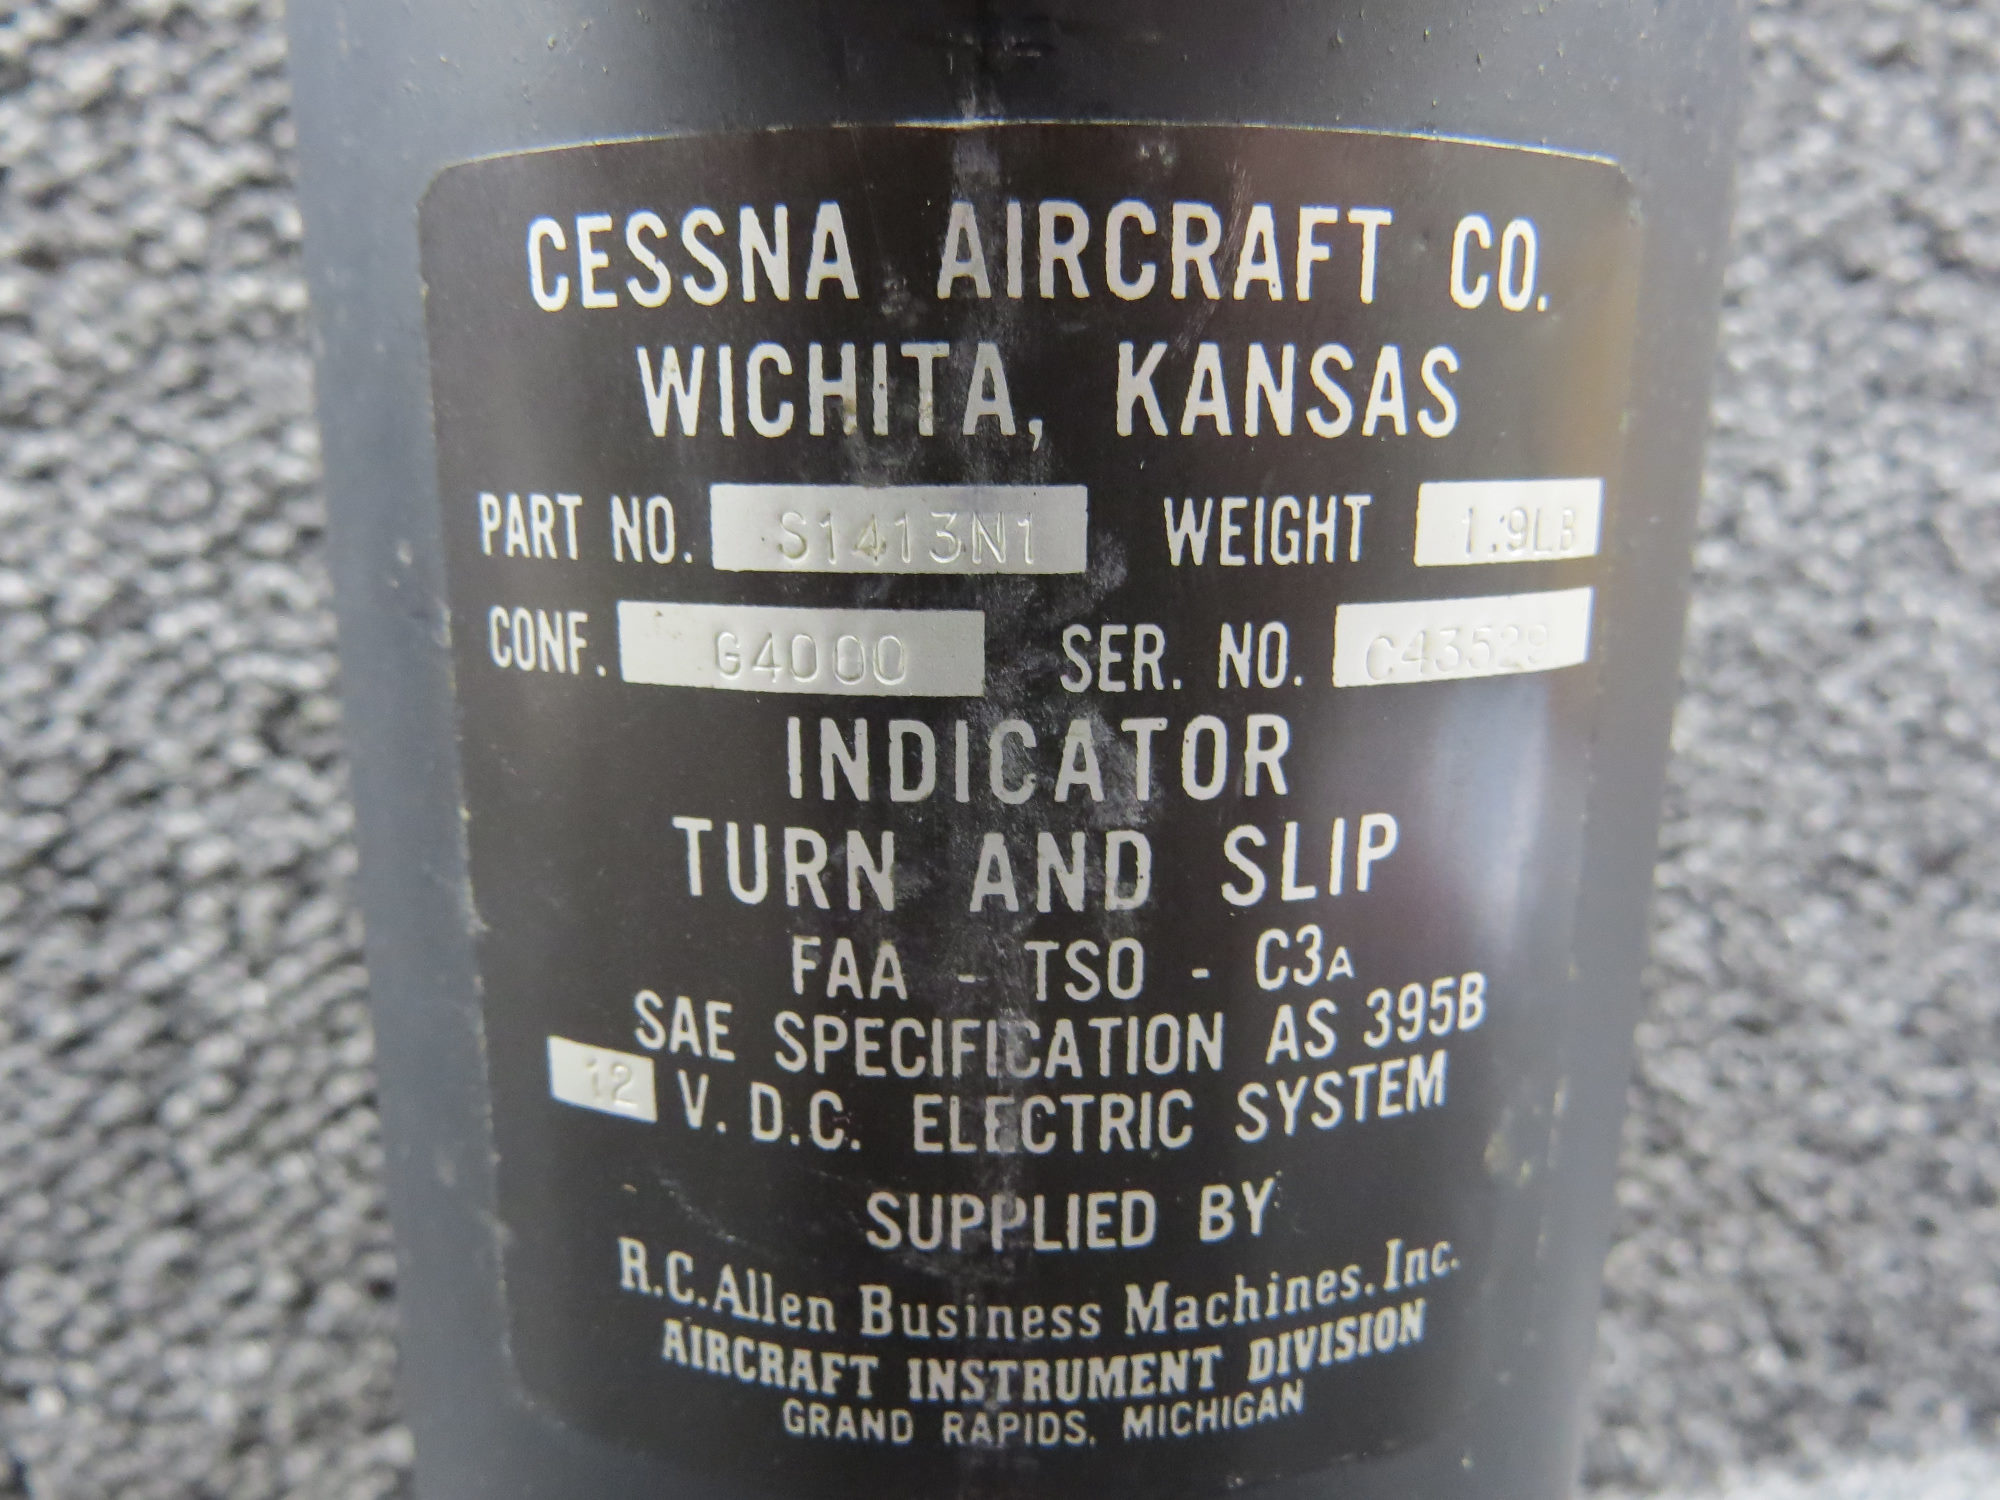 CESSNA AIRCRAFT CO.
WICHITA, KANSAS
PART NO. S1413N1 WEIGHT 1.9LB
CONF. G4000 SER. NO. C43529
INDICATOR
TURN AND SLIP
FAA - TSO - C3A
SAE SPECIFICATION AS 395B
12 V. D.C. ELECTRIC SYSTEM
SUPPLIED BY
R.C.Allen Business Machines. Inc.
AIRCRAFT INSTRUMENT DIVISION
GRAND RAPIDS, MICHIGAN